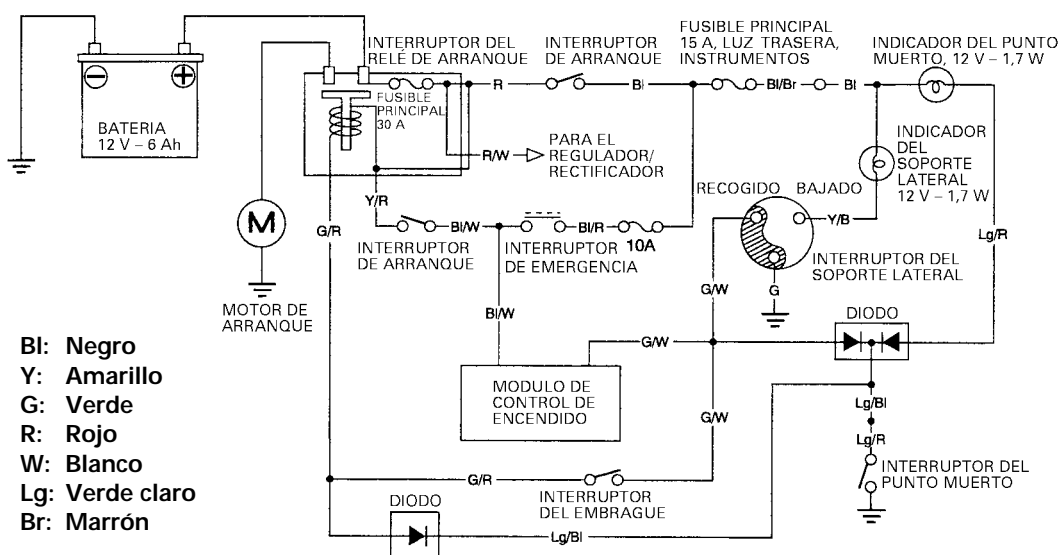 INTERRUPTOR DEL
RELÉ DE ARRANQUE
INTERRUPTOR
DE ARRANQUE
FUSIBLE PRINCIPAL
15 A, LUZ TRASERA,
INSTRUMENTOS
INDICADOR DEL PUNTO
MUERTO, 12 V – 1,7 W
BATERIA
12 V – 6 Ah
FUSIBLE
PRINCIPAL
30 A
R
Bl
Bl/Br
Bl
R/W
PARA EL
REGULADOR/
RECTIFICADOR
INDICADOR
DEL
SOPORTE
LATERAL
12 V – 1,7 W
RECOGIDO
BAJADO
Y/R
G/R
M
Bl/W
Bl/R
10A
Y/B
Lg/R
INTERRUPTOR
DE ARRANQUE
INTERRUPTOR
DE EMERGENCIA
INTERRUPTOR DEL
SOPORTE LATERAL
G/W
G
MOTOR DE
ARRANQUE
Bl/W
DIODO
G/W
Bl: Negro
Y: Amarillo
G: Verde
R: Rojo
W: Blanco
Lg: Verde claro
Br: Marrón
MODULO DE
CONTROL DE
ENCENDIDO
G/W
Lg/Bl
Lg/R
INTERRUPTOR DEL
PUNTO MUERTO
G/R
INTERRUPTOR
DEL EMBRAGUE
DIODO
Lg/Bl